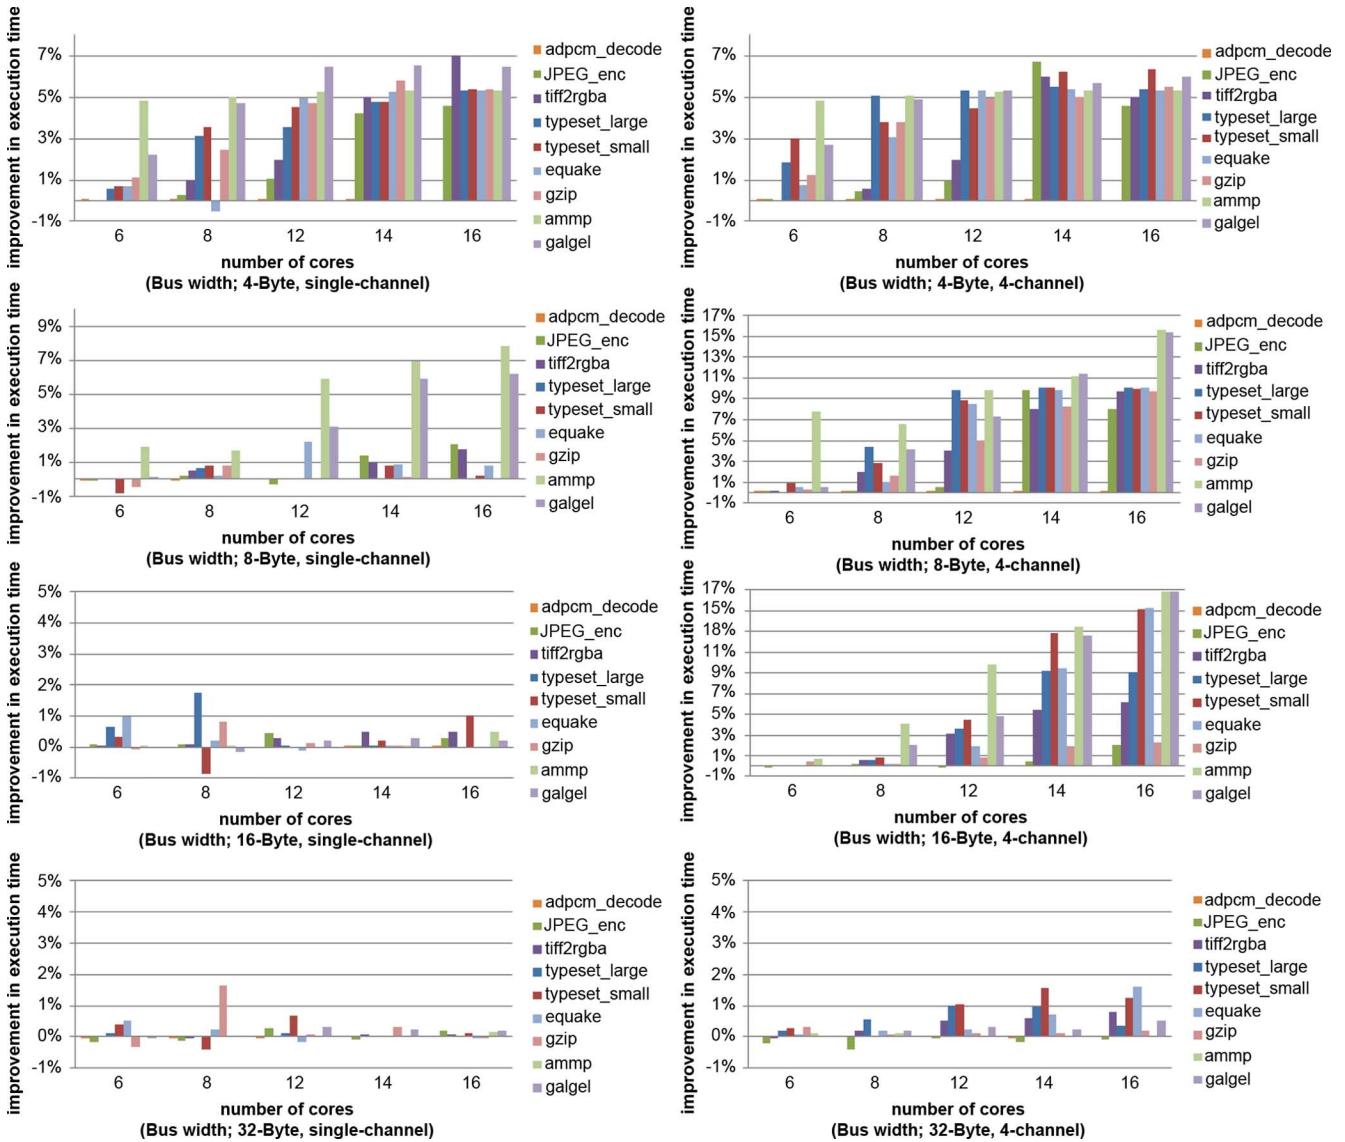 improvement in execution time
7%
5%
3%
1%
-1%
6 8 12 14 16
number of cores
(Bus width; 4-Byte, single-channel)
adpcm_decode
JPEG_enc
tiff2rgba
typeset_large
typeset_small
equake
gzip
ammp
galgel
improvement in execution time
7%
5%
3%
1%
-1%
6 8 12 14 16
number of cores
(Bus width; 4-Byte, 4-channel)
adpcm_decode
JPEG_enc
tiff2rgba
typeset_large
typeset_small
equake
gzip
ammp
galgel
improvement in execution time
9%
7%
5%
3%
1%
-1%
6 8 12 14 16
number of cores
(Bus width; 8-Byte, single-channel)
adpcm_decode
JPEG_enc
tiff2rgba
typeset_large
typeset_small
equake
gzip
ammp
galgel
improvement in execution time
17%
15%
13%
11%
9%
7%
5%
3%
1%
-1%
6 8 12 14 16
number of cores
(Bus width; 8-Byte, 4-channel)
adpcm_decode
JPEG_enc
tiff2rgba
typeset_large
typeset_small
equake
gzip
ammp
galgel
improvement in execution time
5%
4%
3%
2%
1%
0%
-1%
6 8 12 14 16
number of cores
(Bus width; 16-Byte, single-channel)
adpcm_decode
JPEG_enc
tiff2rgba
typeset_large
typeset_small
equake
gzip
ammp
galgel
improvement in execution time
17%
15%
18%
11%
9%
7%
5%
3%
1%
-1%
6 8 12 14 16
number of cores
(Bus width; 16-Byte, 4-channel)
adpcm_decode
JPEG_enc
tiff2rgba
typeset_large
typeset_small
equake
gzip
ammp
galgel
improvement in execution time
5%
4%
3%
2%
1%
0%
-1%
6 8 12 14 16
number of cores
(Bus width; 32-Byte, single-channel)
adpcm_decode
JPEG_enc
tiff2rgba
typeset_large
typeset_small
equake
gzip
ammp
galgel
improvement in execution time
5%
4%
3%
2%
1%
0%
-1%
6 8 12 14 16
number of cores
(Bus width; 32-Byte, 4-channel)
adpcm_decode
JPEG_enc
tiff2rgba
typeset_large
typeset_small
equake
gzip
ammp
galgel